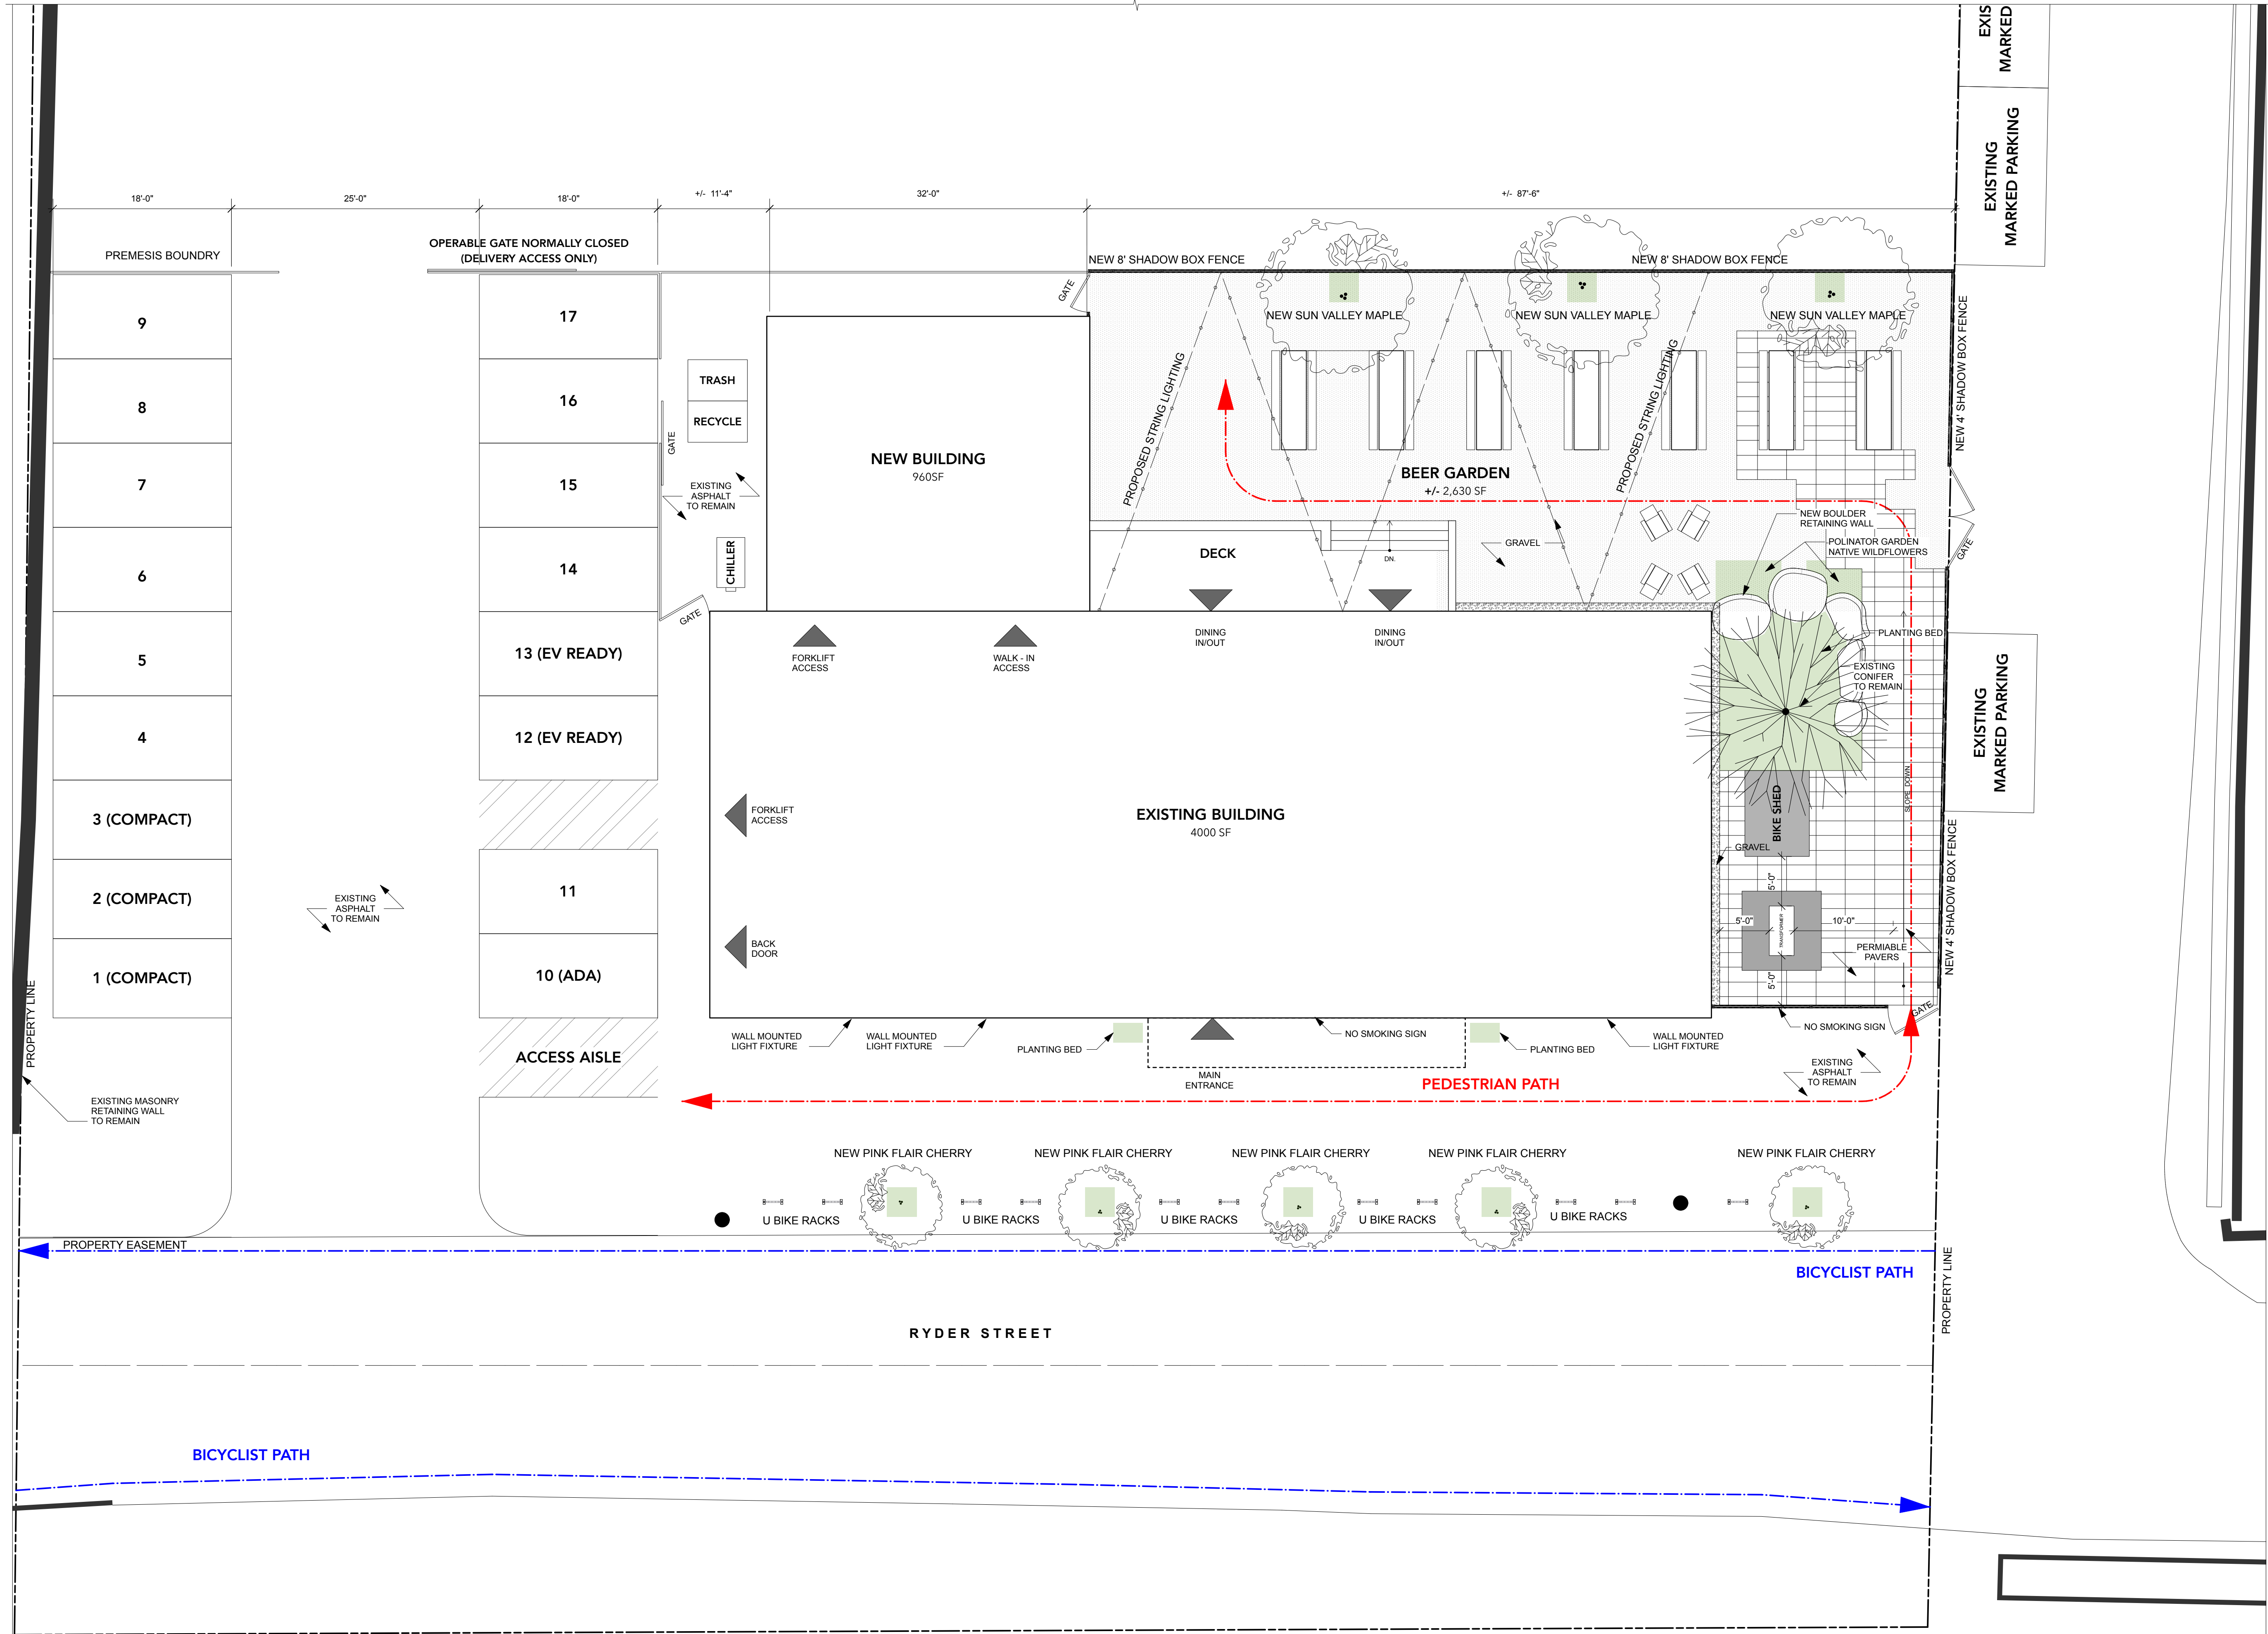 EXIS
MARKED
EXISTING
MARKED PARKING
18'-0"
25'-0"
18'-0"
+/- 11'-4"
32'-0"
+/- 87'-6"
PREMESIS BOUNDRY
OPERABLE GATE NORMALLY CLOSED
(DELIVERY ACCESS ONLY)
NEW 8' SHADOW BOX FENCE
NEW 8' SHADOW BOX FENCE
GATE
9
8
7
6
5
4
3 (COMPACT)
2 (COMPACT)
1 (COMPACT)
17
16
15
14
13 (EV READY)
12 (EV READY)
11
10 (ADA)
ACCESS AISLE
TRASH
RECYCLE
GATE
EXISTING
ASPHALT
TO REMAIN
CHILLER
GATE
NEW BUILDING
960SF
NEW SUN VALLEY MAPLE
NEW SUN VALLEY MAPLE
NEW SUN VALLEY MAPLE
PROPOSED STRING LIGHTING
PROPOSED STRING LIGHTING
NEW 4' SHADOW BOX FENCE
BEER GARDEN
+/- 2,630 SF
GRAVEL
DECK
DN.
NEW BOULDER
RETAINING WALL
POLINATOR GARDEN
NATIVE WILDFLOWERS
GATE
PLANTING BED
EXISTING
CONIFER
TO REMAIN
EXISTING
MARKED PARKING
DINING
IN/OUT
DINING
IN/OUT
FORKLIFT
ACCESS
WALK - IN
ACCESS
FORKLIFT
ACCESS
BACK
DOOR
EXISTING BUILDING
4000 SF
SLOPE DOWN
BIKE SHED
GRAVEL
5'-0"
5'-0"
TRANSFORMER
10'-0"
5'-0"
PERMIABLE
PAVERS
NEW 4' SHADOW BOX FENCE
GATE
EXISTING
ASPHALT
TO REMAIN
PROPERTY LINE
EXISTING MASONRY
RETAINING WALL
TO REMAIN
WALL MOUNTED
LIGHT FIXTURE
WALL MOUNTED
LIGHT FIXTURE
PLANTING BED
MAIN
ENTRANCE
NO SMOKING SIGN
PLANTING BED
WALL MOUNTED
LIGHT FIXTURE
NO SMOKING SIGN
EXISTING
ASPHALT
TO REMAIN
PEDESTRIAN PATH
NEW PINK FLAIR CHERRY
NEW PINK FLAIR CHERRY
NEW PINK FLAIR CHERRY
NEW PINK FLAIR CHERRY
NEW PINK FLAIR CHERRY
U BIKE RACKS
U BIKE RACKS
U BIKE RACKS
U BIKE RACKS
U BIKE RACKS
PROPERTY EASEMENT
BICYCLIST PATH
PROPERTY LINE
RYDER STREET
BICYCLIST PATH